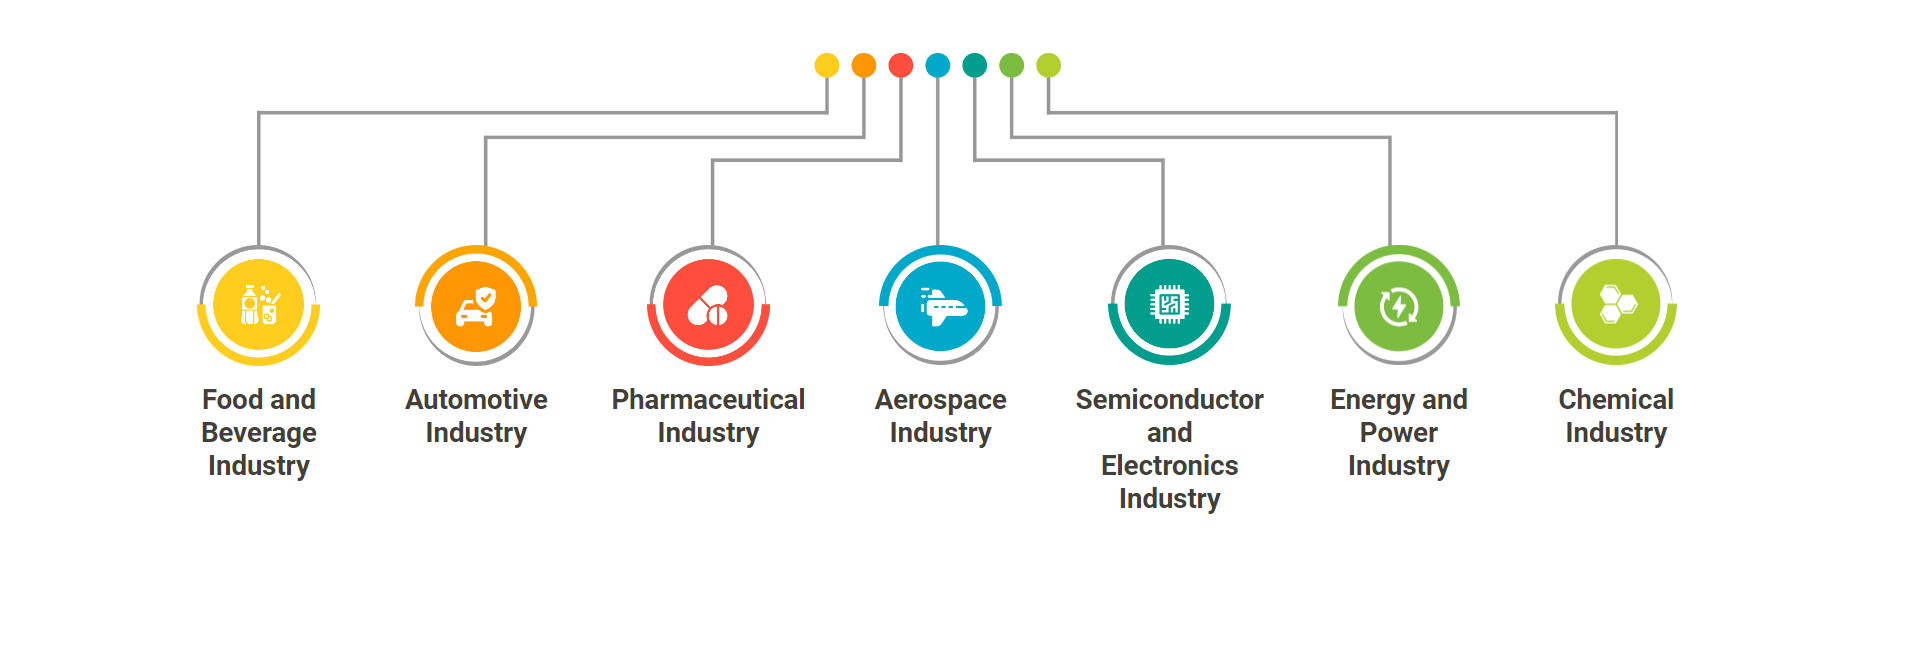 Food and
Beverage
Industry
Automotive
Industry
Pharmaceutical
Industry
Aerospace
Industry
Semiconductor
and
Electronics
Industry
Energy and
Power
Industry
Chemical
Industry